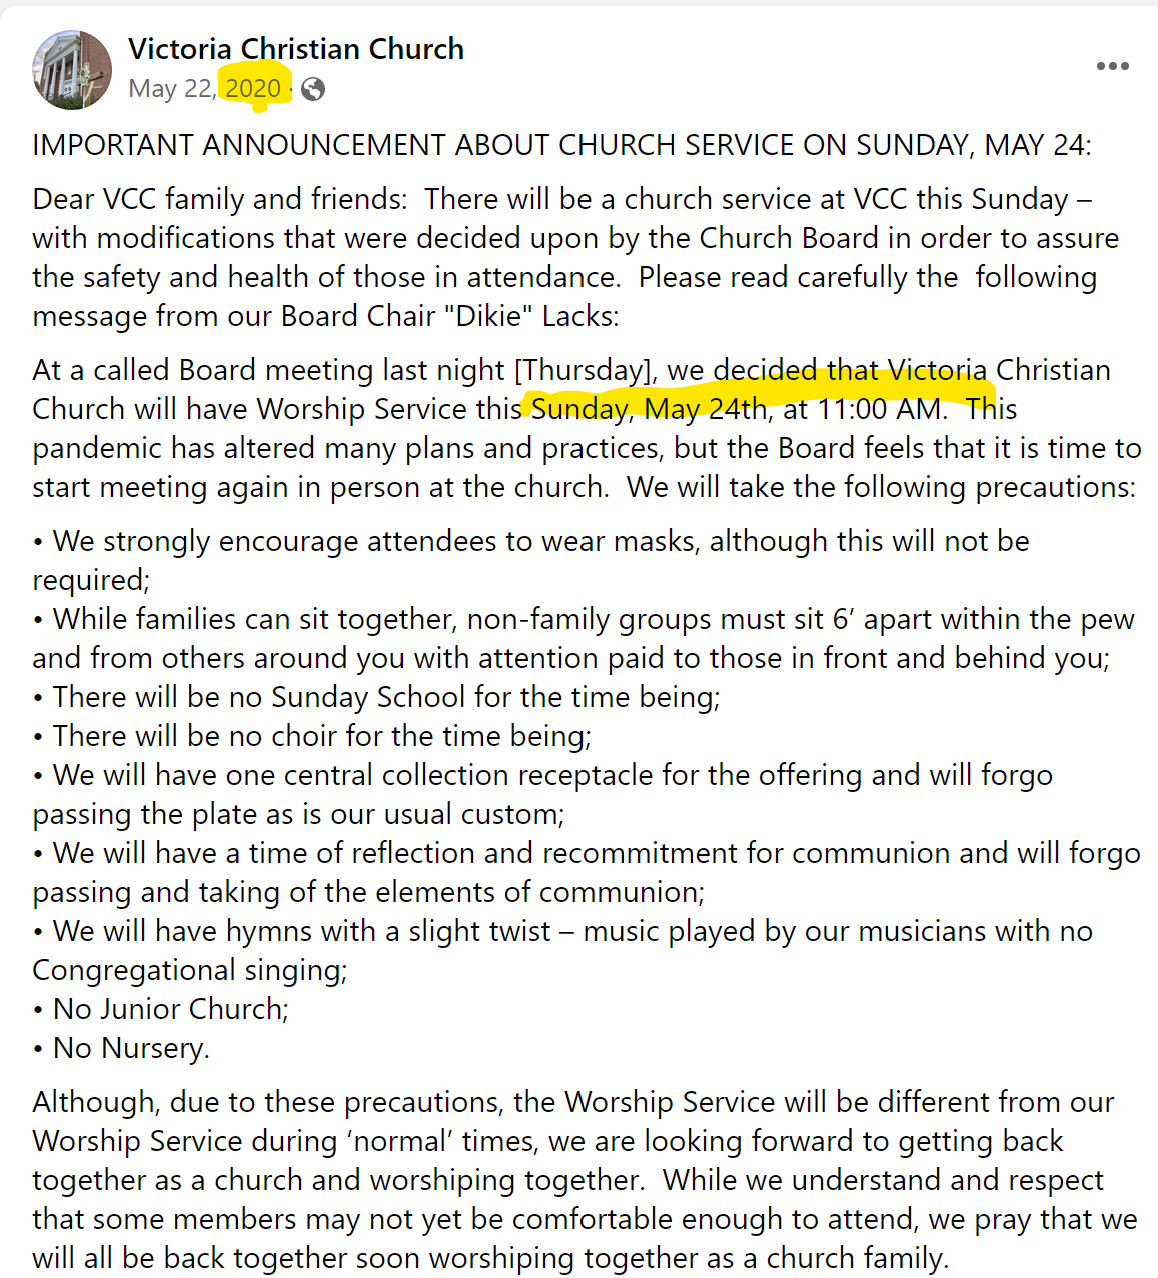 Victoria Christian Church
May 22, 2020 ·
IMPORTANT ANNOUNCEMENT ABOUT CHURCH SERVICE ON SUNDAY, MAY 24:
Dear VCC family and friends:  There will be a church service at VCC this Sunday –
with modifications that were decided upon by the Church Board in order to assure
the safety and health of those in attendance.  Please read carefully the  following
message from our Board Chair "Dikie" Lacks:
At a called Board meeting last night [Thursday], we decided that Victoria Christian
Church will have Worship Service this Sunday, May 24th, at 11:00 AM.  This
pandemic has altered many plans and practices, but the Board feels that it is time to
start meeting again in person at the church.  We will take the following precautions:
• We strongly encourage attendees to wear masks, although this will not be
required;
• While families can sit together, non-family groups must sit 6’ apart within the pew
and from others around you with attention paid to those in front and behind you;
• There will be no Sunday School for the time being;
• There will be no choir for the time being;
• We will have one central collection receptacle for the offering and will forgo
passing the plate as is our usual custom;
• We will have a time of reflection and recommitment for communion and will forgo
passing and taking of the elements of communion;
• We will have hymns with a slight twist – music played by our musicians with no
Congregational singing;
• No Junior Church;
• No Nursery.
Although, due to these precautions, the Worship Service will be different from our
Worship Service during ‘normal’ times, we are looking forward to getting back
together as a church and worshiping together.  While we understand and respect
that some members may not yet be comfortable enough to attend, we pray that we
will all be back together soon worshiping together as a church family.